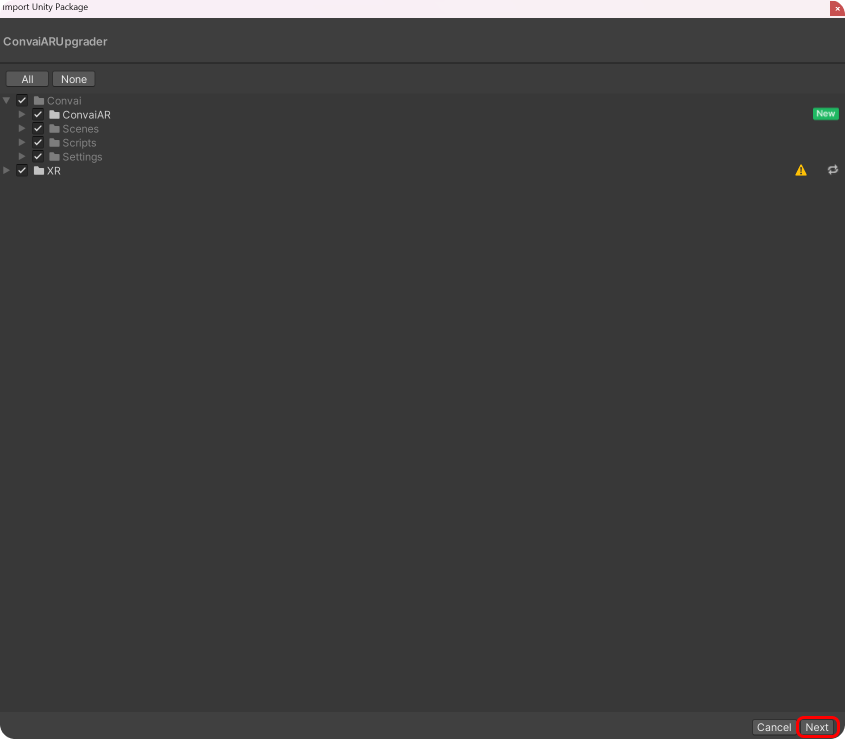 Import Unity Package
ConvaiARUpgrader
All None
Convai
ConvaiAR New
Scenes
Scripts
Settings
XR
Cancel Next